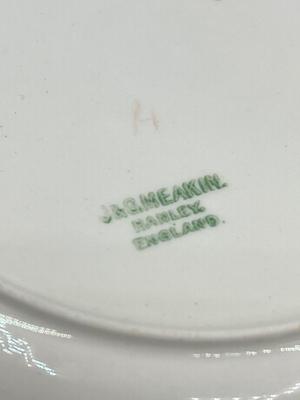 H
J & G. MEAKIN.
HANLEY.
ENGLAND.